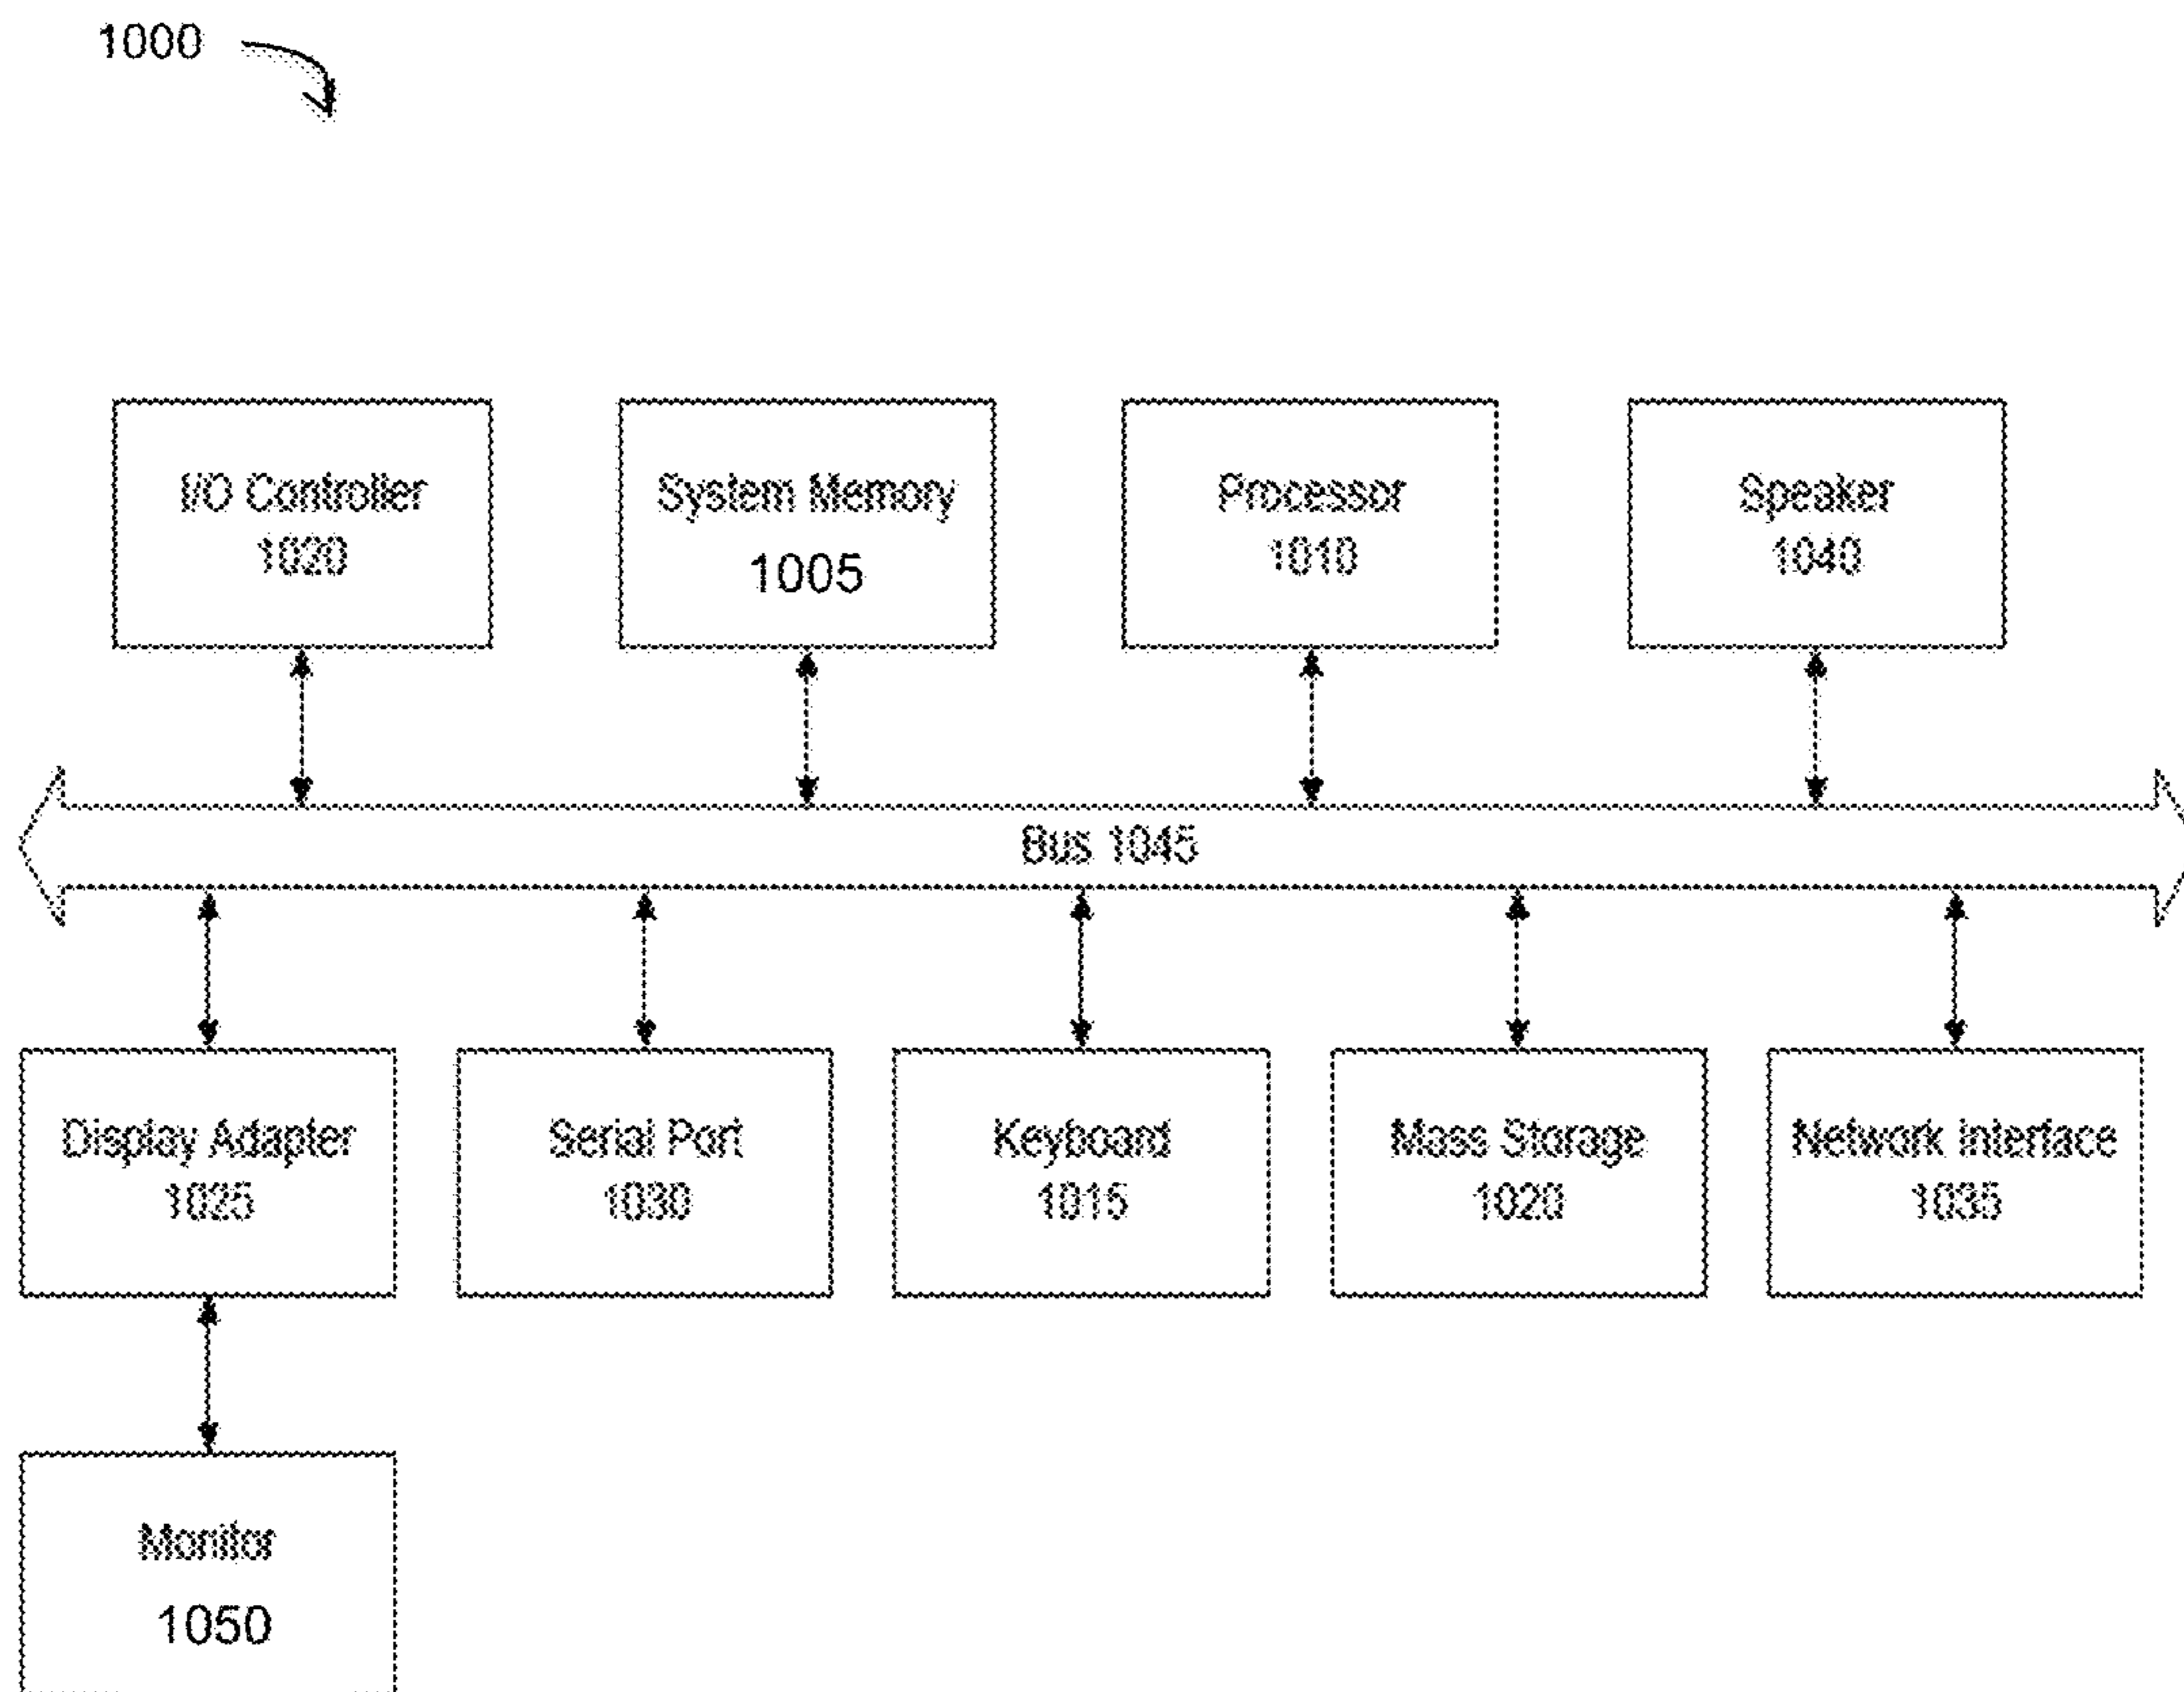 1000
I/O Controller
1020
System Memory
1005
Processor
1010
Speaker
1040
Bus 1045
Display Adapter
1025
Serial Port
1030
Keyboard
1015
Mass Storage
1020
Network Interface
1035
Monitor
1050